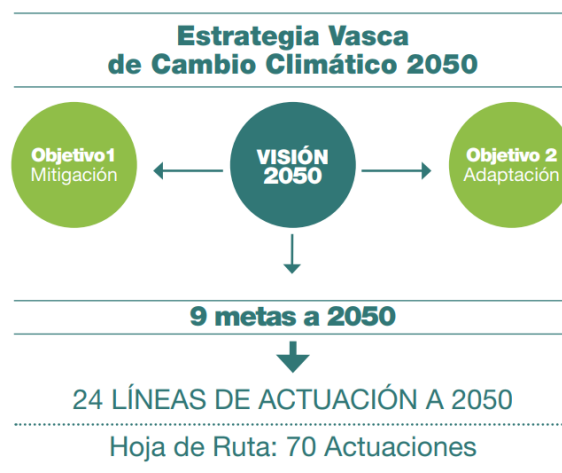 Estrategia Vasca
de Cambio Climático 2050
Objetivo1
Mitigación
VISIÓN
2050
Objetivo 2
Adaptación
9 metas a 2050
24 LÍNEAS DE ACTUACIÓN A 2050
Hoja de Ruta: 70 Actuaciones